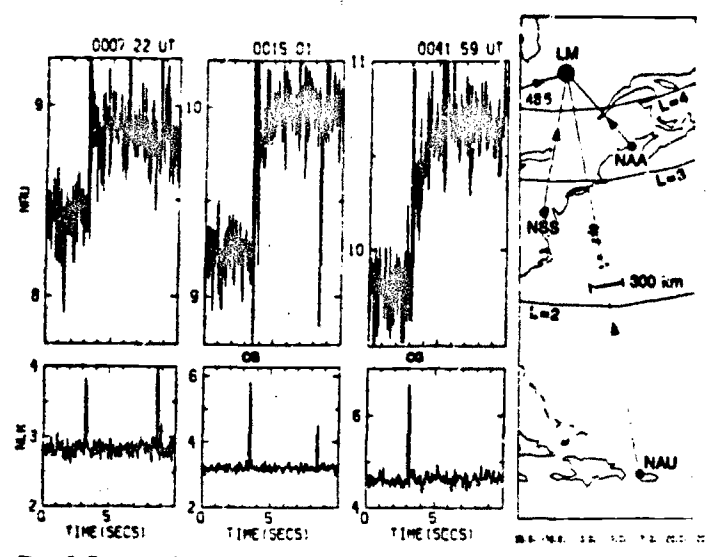 0007 22 UT
0015 01
0041 59 UT
9
8
10
9
11
10
NAU
CG
CG
4
3
2
NLK
6
4
2
6
4
0
5
0
5
0
5
TIME(SECS)
TIME(SECS)
TIME(SECS)
LM
485
L=4
NAA
L=3
NSS
300 km
L=2
NAU